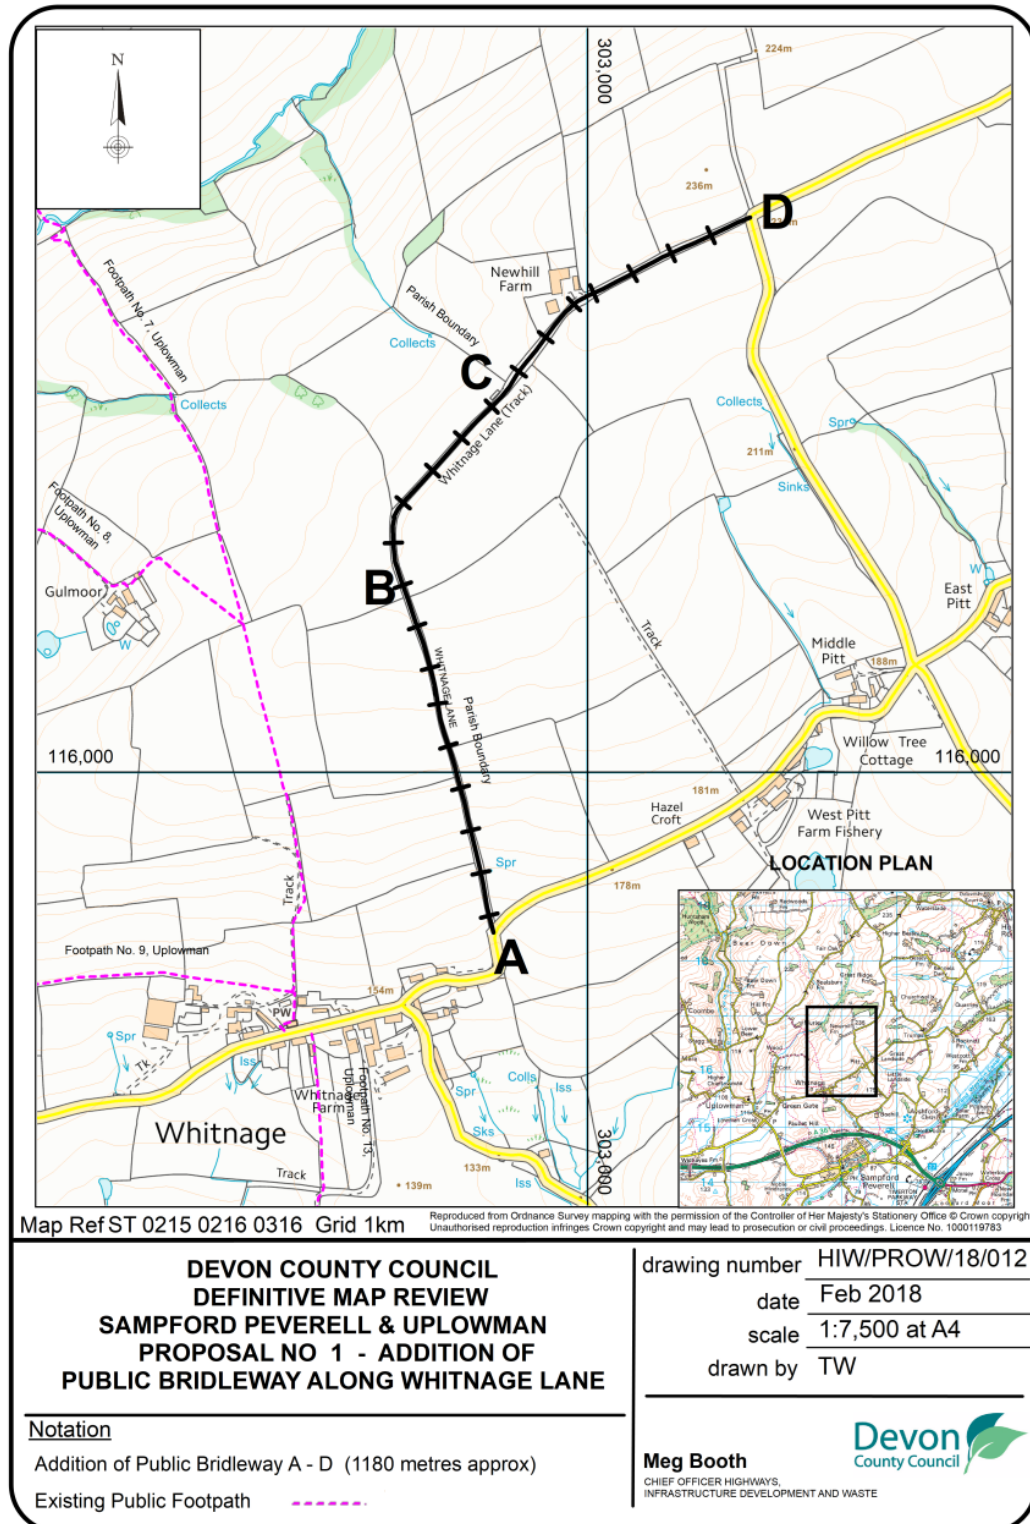 N
303,000
224m
236m
D
Newhill
Farm
Parish Boundary
Footpath No. 7, Uplowman
Collects
C
Whitnage Lane (Track)
Collects
Collects
Spr
211m
Sinks
Footpath No. 8,
Uplowman
Gulmoor
W
B
WHITNAGE LANE
Parish Boundary
Track
W
East
Pitt
Middle
Pitt
188m
Willow Tree
Cottage
116,000
116,000
181m
Hazel
Croft
West Pitt
Farm Fishery
Spr
178m
Track
Footpath No. 9, Uplowman
A
154m
PW
Spr
Tk
Iss
Whitnage
Farm
Footpath No. 13,
Uplowman
Whitnage
Track
139m
133m
Spr
Sks
Colls
Iss
Iss
303,000
LOCATION PLAN
Uplowman
Whitnage
Sampford
Peverell
Map Ref ST 0215 0216 0316 Grid 1km
Reproduced from Ordnance Survey mapping with the permission of the Controller of Her Majesty's Stationery Office © Crown copyright
Unauthorised reproduction infringes Crown copyright and may lead to prosecution or civil proceedings. Licence No. 1000119783
DEVON COUNTY COUNCIL
DEFINITIVE MAP REVIEW
SAMPFORD PEVERELL & UPLOWMAN
PROPOSAL NO 1 - ADDITION OF
PUBLIC BRIDLEWAY ALONG WHITNAGE LANE
Notation
Addition of Public Bridleway A - D (1180 metres approx)
Existing Public Footpath
drawing number HIW/PROW/18/012
date Feb 2018
scale 1:7,500 at A4
drawn by TW
Meg Booth
CHIEF OFFICER HIGHWAYS,
INFRASTRUCTURE DEVELOPMENT AND WASTE
Devon
County Council